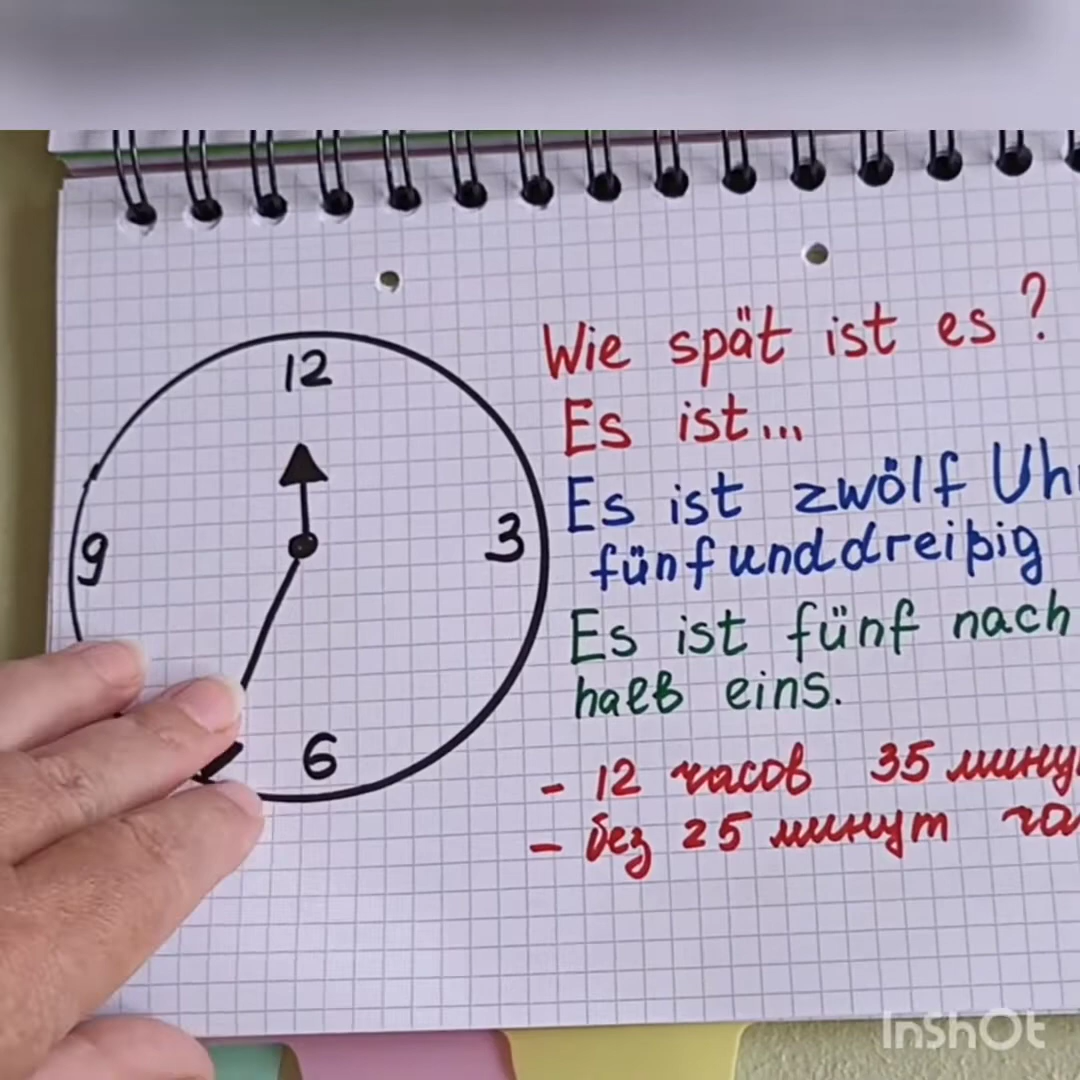 12
9
3
6
Wie spät ist es?
Es ist...
Es ist zwölf Uhr
fünfunddreißig
Es ist fünf nach
halb eins.
- 12 часов 35
- без 25 минут
InShOt